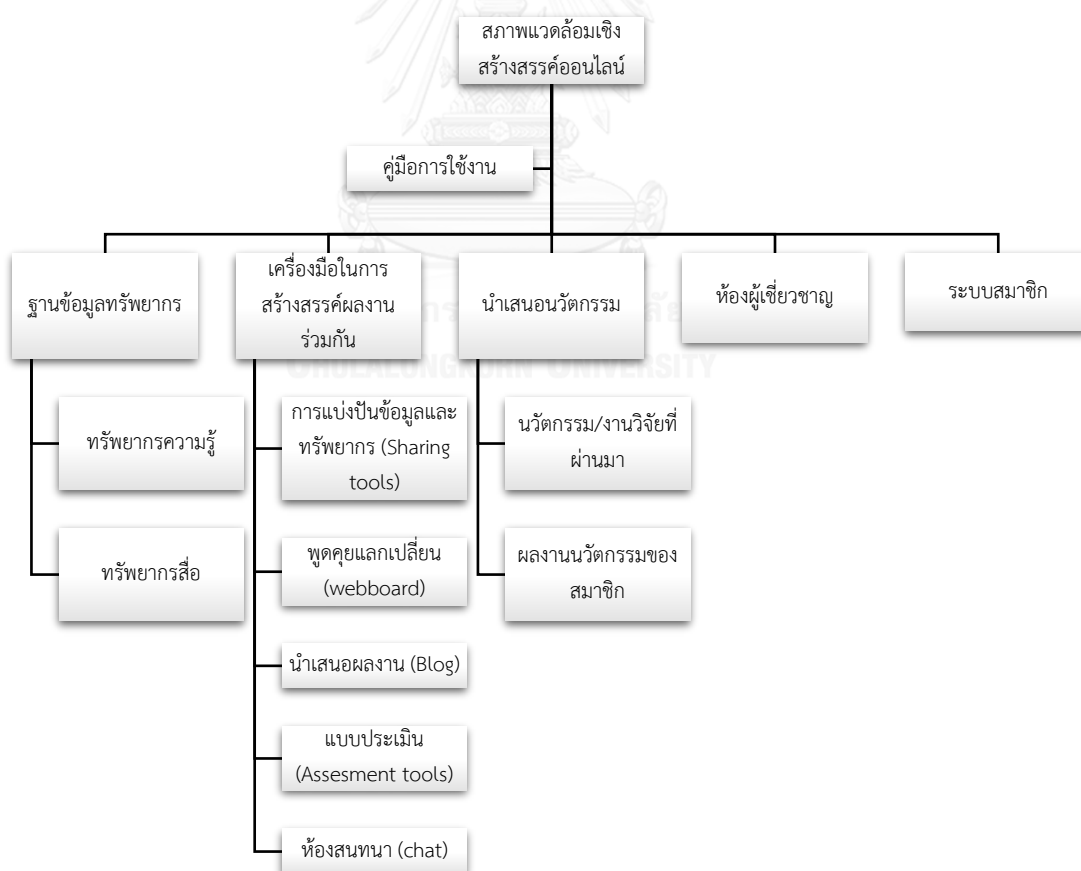 สภาพแวดล้อมเชิง
สร้างสรรค์ออนไลน์
คู่มือการใช้งาน
ฐานข้อมูลทรัพยากร
เครื่องมือในการ
สร้างสรรค์ผลงาน
ร่วมกัน
นำเสนอนวัตกรรม
ห้องผู้เชี่ยวชาญ
ระบบสมาชิก
ทรัพยากรความรู้
ทรัพยากรสื่อ
การแบ่งปันข้อมูลและ
ทรัพยากร (Sharing
tools)
พูดคุยแลกเปลี่ยน
(webboard)
นำเสนอผลงาน (Blog)
แบบประเมิน
(Assesment tools)
ห้องสนทนา (chat)
นวัตกรรม/งานวิจัยที่
ผ่านมา
ผลงานนวัตกรรมของ
สมาชิก
CHULALONGKORN UNIVERSITY